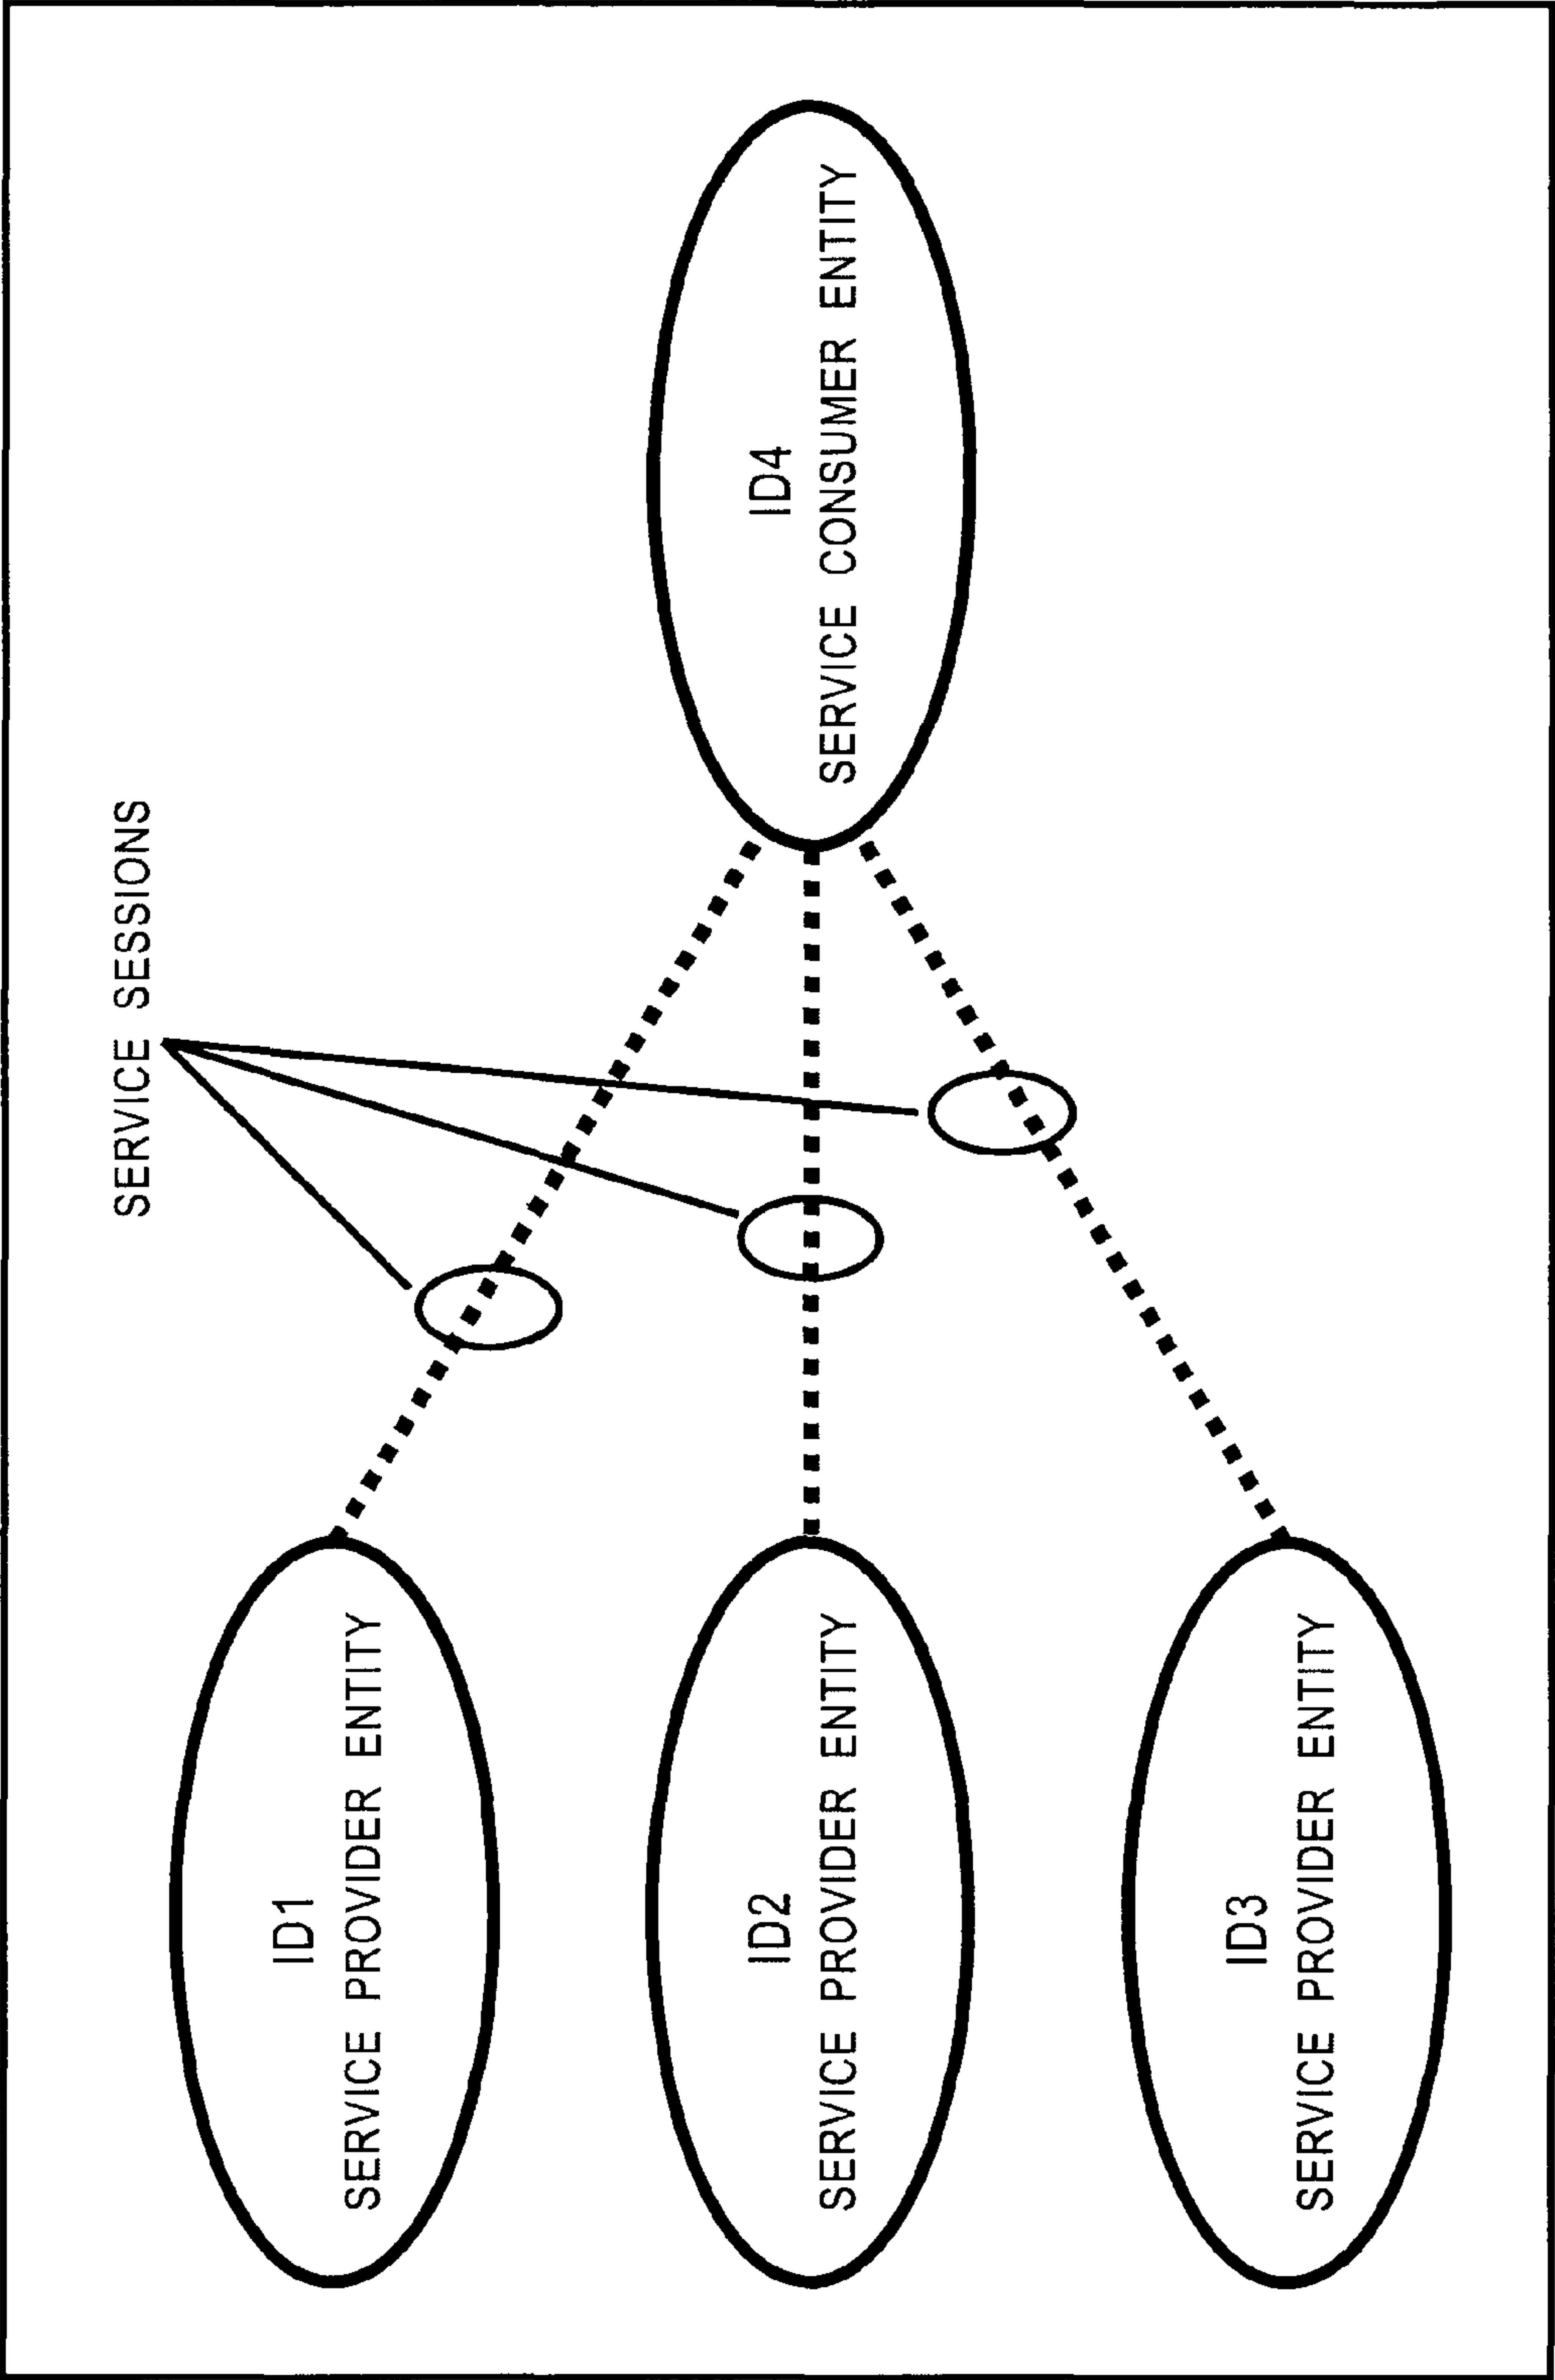 SERVICE SESSIONS
ID1
SERVICE PROVIDER ENTITY
ID2
SERVICE PROVIDER ENTITY
ID3
SERVICE PROVIDER ENTITY
ID4
SERVICE CONSUMER ENTITY